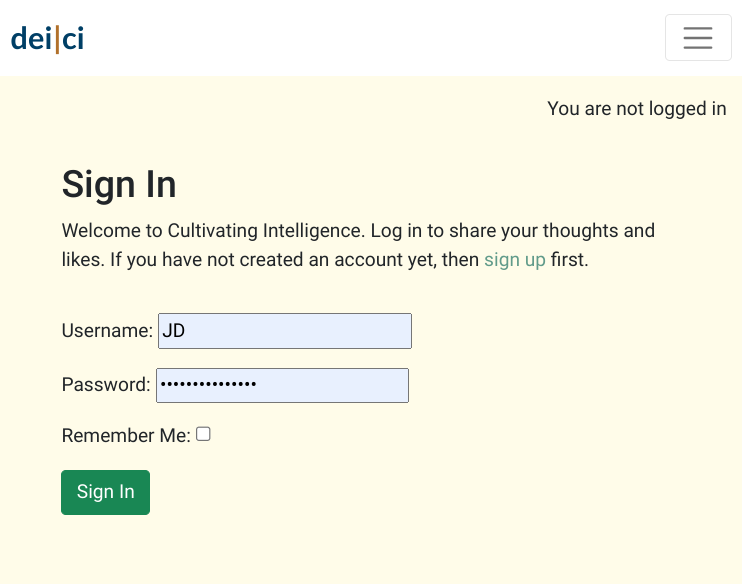 dei|ci
You are not logged in
Sign In
Welcome to Cultivating Intelligence. Log in to share your thoughts and
likes. If you have not created an account yet, then sign up first.
Username: JD
Password: •••••••••••••••
Remember Me:
Sign In